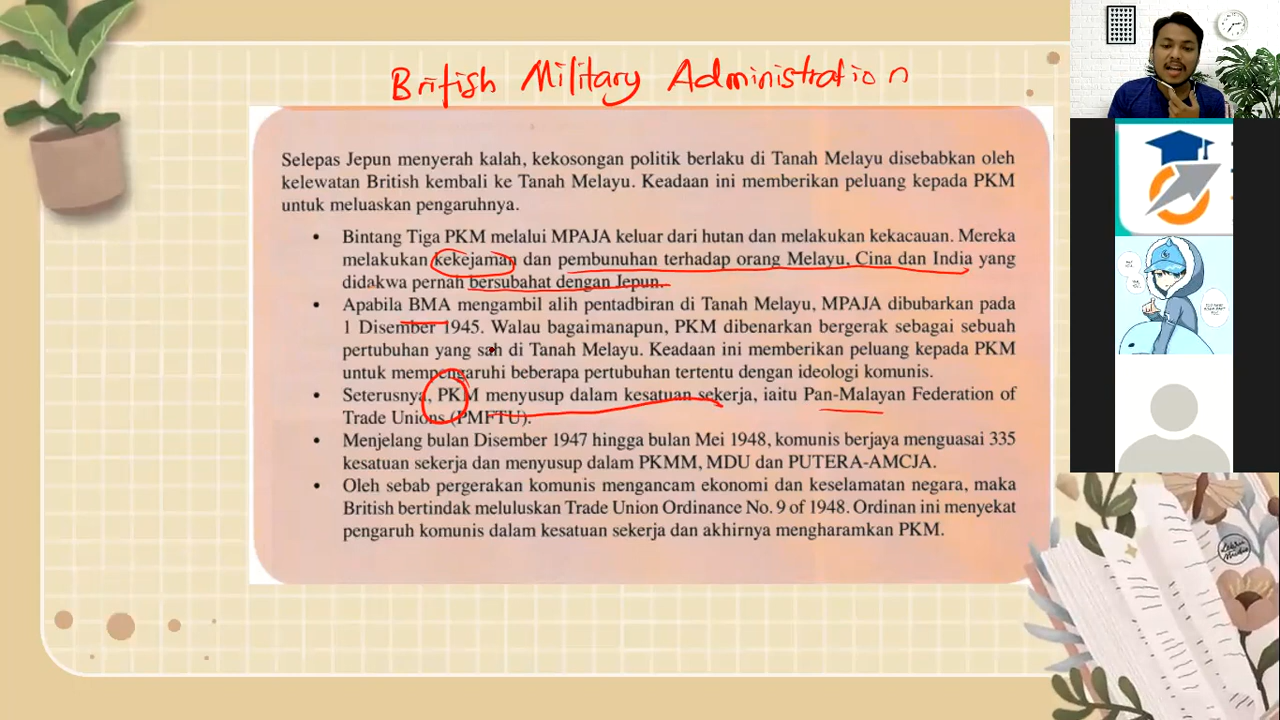 British Military Administration
Selepas Jepun menyerah kalah, kekosongan politik berlaku di Tanah Melayu disebabkan oleh
kelewatan British kembali ke Tanah Melayu. Keadaan ini memberikan peluang kepada PKM
untuk meluaskan pengaruhnya.
• Bintang Tiga PKM melalui MPAJA keluar dari hutan dan melakukan kekacauan. Mereka
melakukan kekejaman dan pembunuhan terhadap orang Melayu, Cina dan India yang
didakwa pernah bersubahat dengan Jepun.
• Apabila BMA mengambil alih pentadbiran di Tanah Melayu, MPAJA dibubarkan pada
1 Disember 1945. Walau bagaimanapun, PKM dibenarkan bergerak sebagai sebuah
pertubuhan yang sah di Tanah Melayu. Keadaan ini memberikan peluang kepada PKM
untuk mempengaruhi beberapa pertubuhan tertentu dengan ideologi komunis.
• Seterusnya, PKM menyusup dalam kesatuan sekerja, iaitu Pan-Malayan Federation of
Trade Unions (PMFTU).
• Menjelang bulan Disember 1947 hingga bulan Mei 1948, komunis berjaya menguasai 335
kesatuan sekerja dan menyusup dalam PKMM, MDU dan PUTERA-AMCJA.
• Oleh sebab pergerakan komunis mengancam ekonomi dan keselamatan negara, maka
British bertindak meluluskan Trade Union Ordinance No. 9 of 1948. Ordinan ini menyekat
pengaruh komunis dalam kesatuan sekerja dan akhirnya mengharamkan PKM.